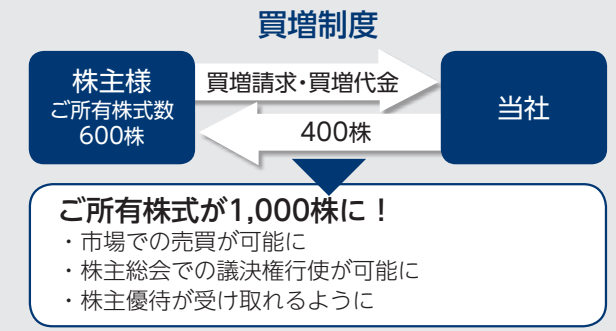 買増制度
株主様
ご所有株式数
600株
買増請求・買増代金
400株
当社
ご所有株式が1,000株に！
・市場での売買が可能に
・株主総会での議決権行使が可能に
・株主優待が受け取れるように